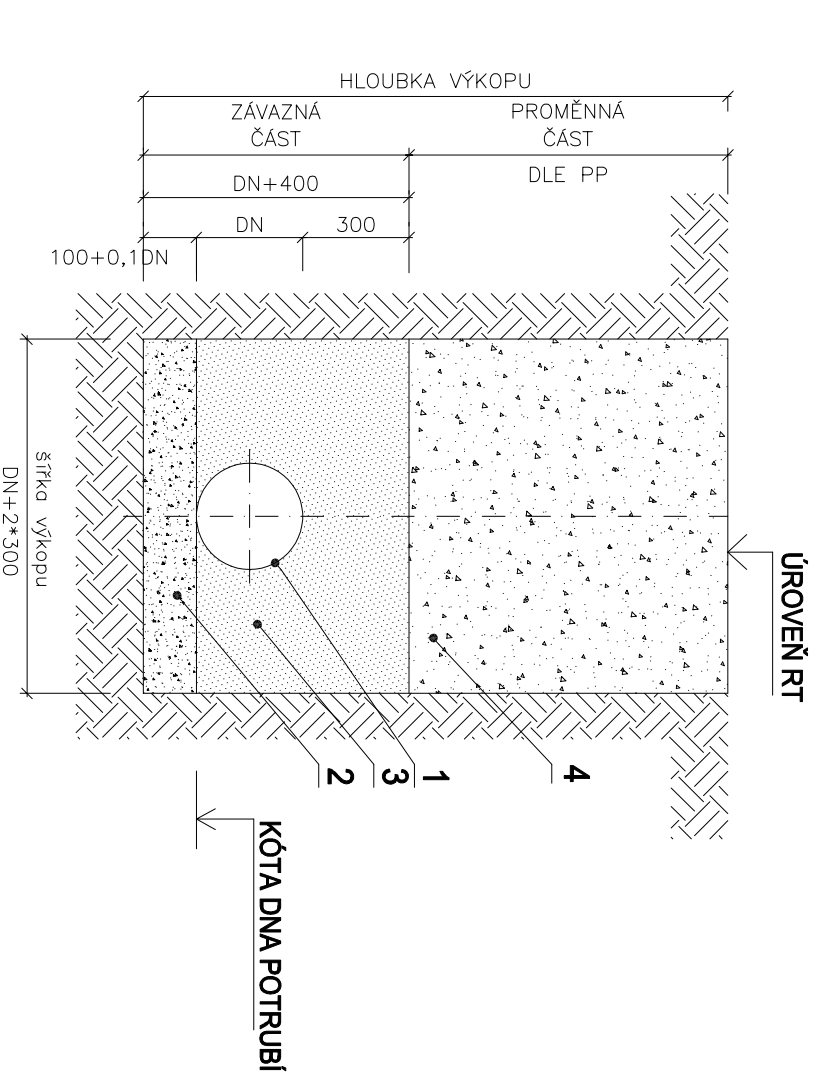 HLOUBKA VÝKOPU
ZÁVAZNÁ
ČÁST
PROMĚNNÁ
ČÁST
DLE PP
DN+400
DN
300
100+0,1DN
šířka výkopu
DN+2*300
ÚROVEŇ RT
4
1
3
2
KÓTA DNA POTRUBÍ